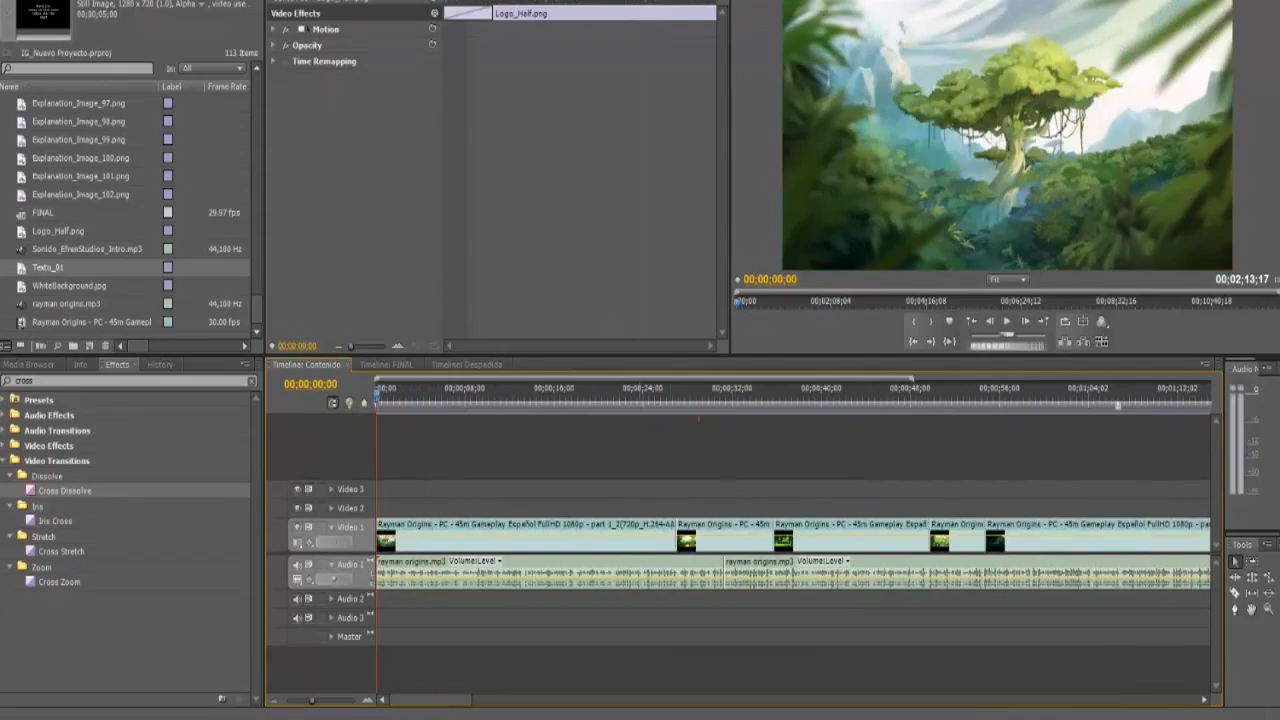 Still Image, 1280 x 720 (1.0), Alpha, video use...
00;00;05;00
IG_Nuevo Proyecto.prproj
113 Items
In: All
Name
Label
Frame Rate
Explanation_Image_97.png
Explanation_Image_98.png
Explanation_Image_99.png
Explanation_Image_100.png
Explanation_Image_101.png
Explanation_Image_102.png
FINAL
29.97 fps
Logo_Half.png
Sonido_EfrenStudios_Intro.mp3
44,100 Hz
Texto_01
WhiteBackground.jpg
rayman origins.mp3
44,100 Hz
Rayman Origins - PC - 45m Gamepl
30.00 fps
Video Effects
Logo_Half.png
Motion
Opacity
Time Remapping
00;00;00;00
00;00;00;00
Fit
00;02;13;17
00;00
00;02;08;04
00;04;16;08
00;06;24;12
00;08;32;16
00;10;40;18
Media Browser
Info
Effects
History
cross
Presets
Audio Effects
Audio Transitions
Video Effects
Video Transitions
Dissolve
Cross Dissolve
Iris
Iris Cross
Stretch
Cross Stretch
Zoom
Cross Zoom
Timeline: Contenido
Timeline: FINAL
Timeline: Despedida
00;00;00;00
00;00
00;00;08;00
00;00;16;00
00;00;24;00
00;00;32;00
00;00;40;00
00;00;48;00
00;00;56;00
00;01;04;02
00;01;12;02
Video 3
Video 2
Video 1
Rayman Origins - PC - 45m Gameplay Español FullHD 1080p - part 1_2(720p_H.264-AA
Rayman Origins - PC - 45m
Rayman Origins - PC - 45m Gameplay Españ
Rayman Origin
Rayman Origins - PC - 45m Gameplay Español FullHD 1080p - part
Audio 1
rayman origins.mp3 Volume:Level
rayman origins.mp3 Volume:Level
Audio 2
Audio 3
Master
Tools